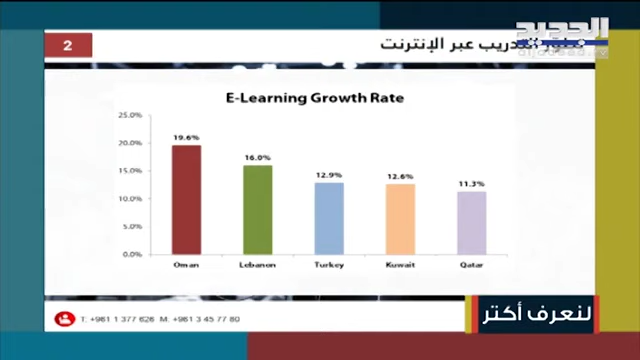 2
التدريب عبر الإنترنت
الجديد
E-Learning Growth Rate
25.0%
20.0%
15.0%
10.0%
5.0%
0.0%
19.6%
16.0%
12.9%
12.6%
11.3%
Oman
Lebanon
Turkey
Kuwait
Qatar
T: +961 1 377 626 M: +961 3 45 77 80
لنعرف أكتر